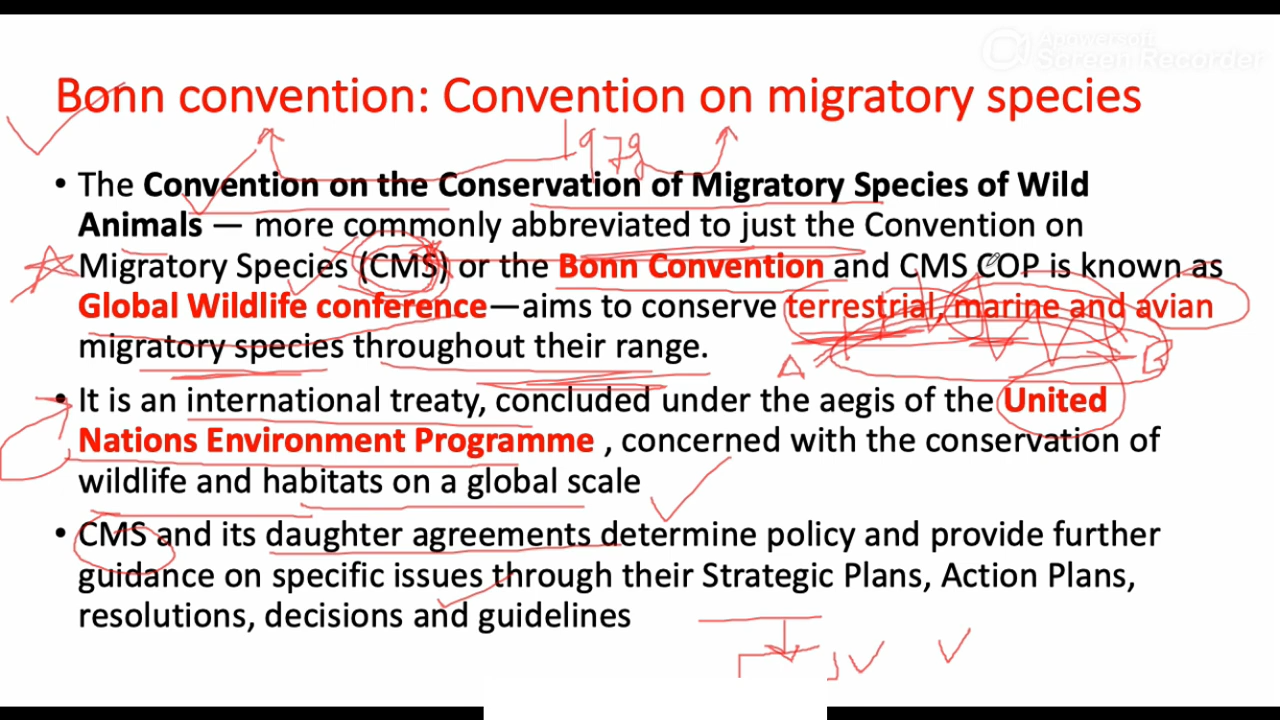 Apowersoft
Screen Recorder
Bonn convention: Convention on migratory species
1979
• The Convention on the Conservation of Migratory Species of Wild
Animals — more commonly abbreviated to just the Convention on
Migratory Species (CMS) or the Bonn Convention and CMS COP is known as
Global Wildlife conference—aims to conserve terrestrial, marine and avian
migratory species throughout their range.
A B
• It is an international treaty, concluded under the aegis of the United
Nations Environment Programme , concerned with the conservation of
wildlife and habitats on a global scale
• CMS and its daughter agreements determine policy and provide further
guidance on specific issues through their Strategic Plans, Action Plans,
resolutions, decisions and guidelines